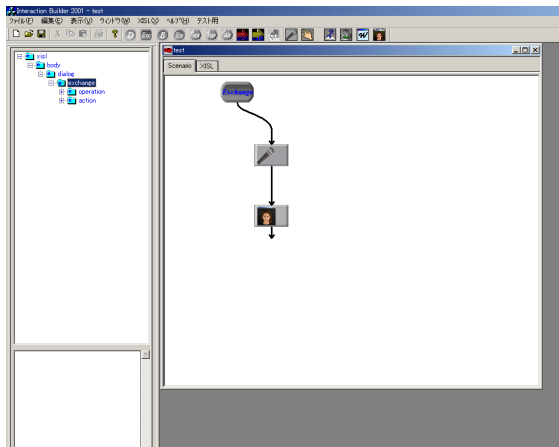 Interaction Builder 2001 - test
ファイル(F) 編集(E) 表示(V) ウィンドウ(W) XISL(X) ヘルプ(H) テスト用
xisl
body
dialog
exchange
operation
action
test
Scenario XISL
Exchange